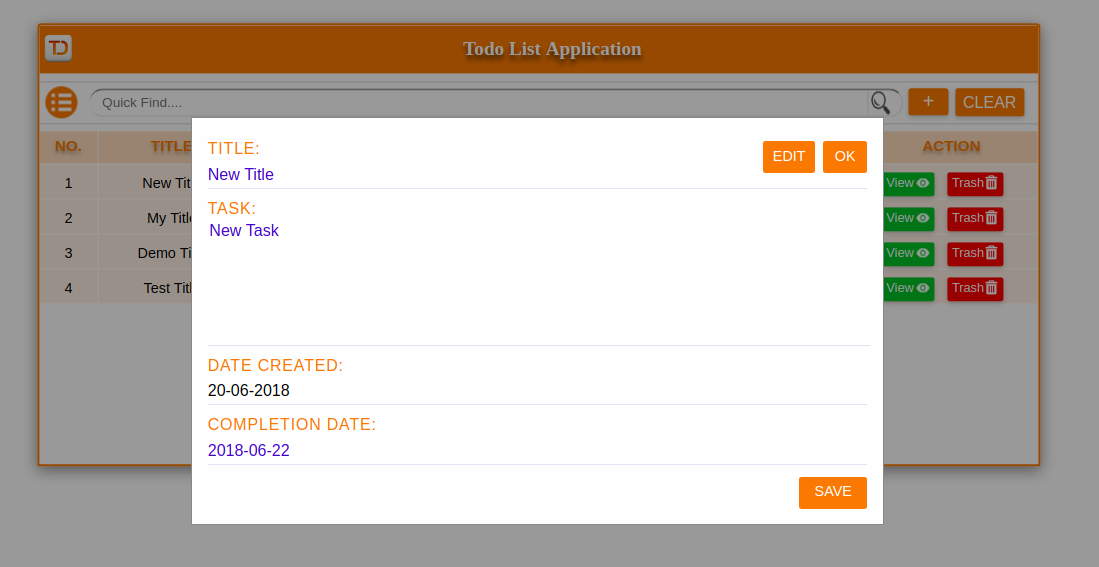 TD
Todo List Application
Quick Find....
+
CLEAR
NO.
TITLE
ACTION
1
New Tit
View
Trash
2
My Title
View
Trash
3
Demo Ti
View
Trash
4
Test Titl
View
Trash
TITLE:
EDIT
OK
New Title
TASK:
New Task
DATE CREATED:
20-06-2018
COMPLETION DATE:
2018-06-22
SAVE